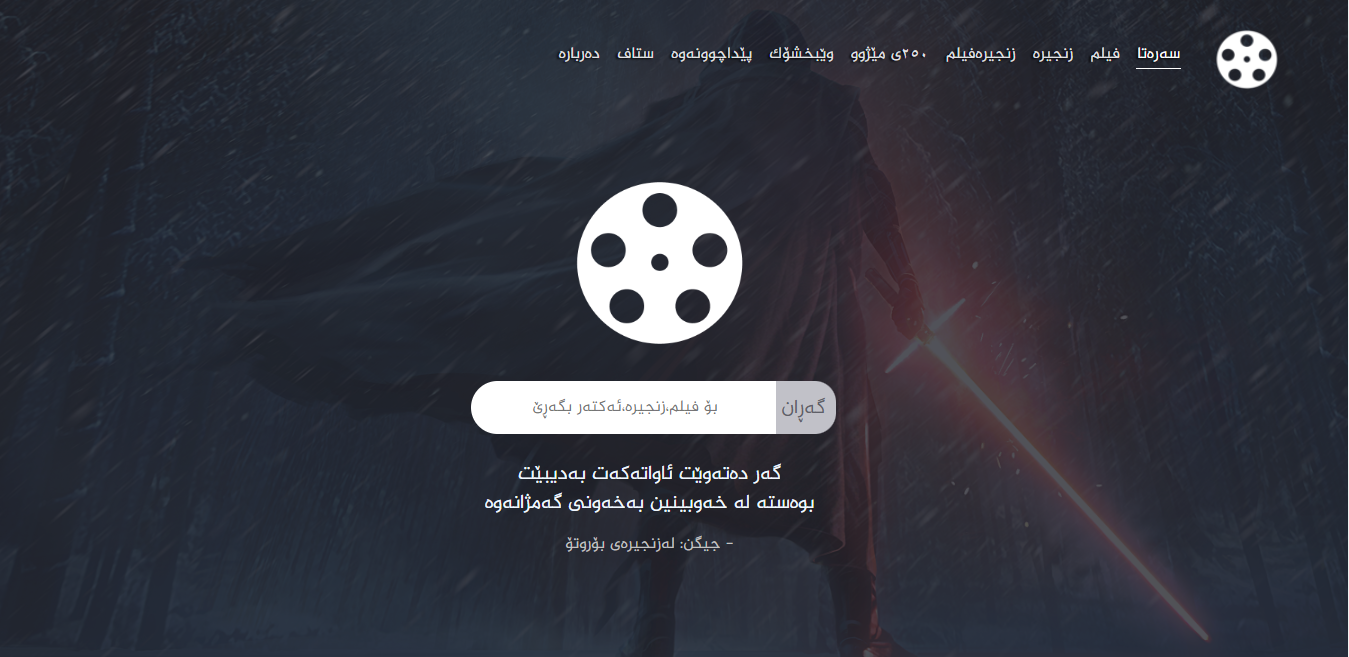 سەرەتا فیلم زنجیرە زنجیرەفیلم ٢٥٠ی مێژوو وێبخشۆك پێداچوونەوە ستاف دەربارە
گەڕان بۆ فیلم،زنجیرە،ئەکتەر بگەڕێ
گەر دەتەوێت ئاواتەکەت بەدیبێت
بوەستە لە خەوبینین بەخەونی گەمژانەوە
- جیگن: لەزنجیرەی بۆروتۆ